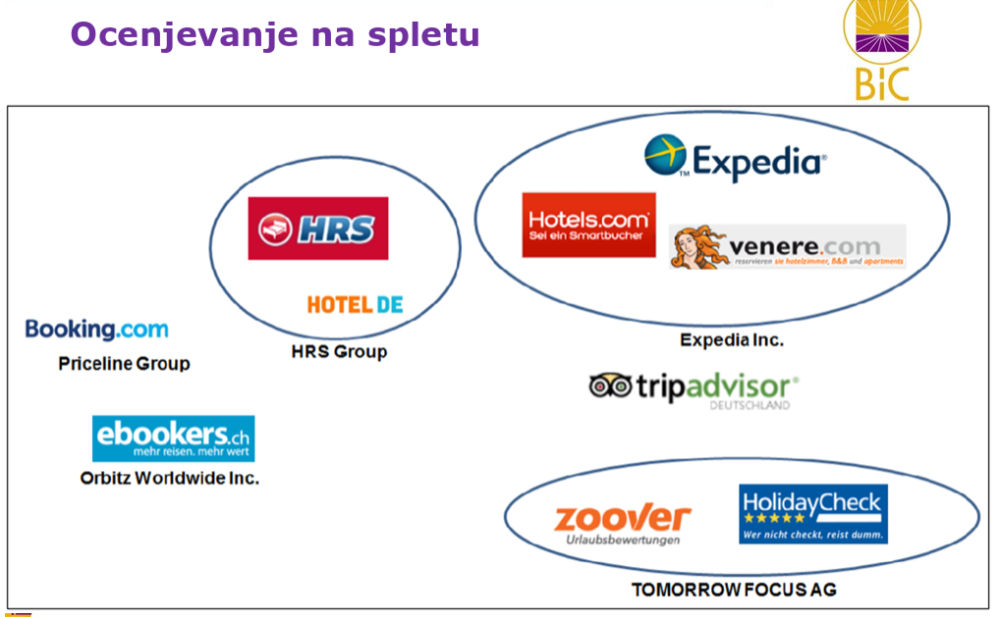 Ocenjevanje na spletu
BiC
Expedia®
™
HRS
Hotels.com®
Sei ein Smartbucher
venere.com
reservieren sie hotelzimmer, B&B und apartments
HOTEL DE
Booking.com
HRS Group
Expedia Inc.
Priceline Group
tripadvisor®
DEUTSCHLAND
ebookers.ch
mehr reisen. mehr wert
Orbitz Worldwide Inc.
zoover
Urlaubsbewertungen
HolidayCheck
Wer nicht checkt, reist dumm.
TOMORROW FOCUS AG